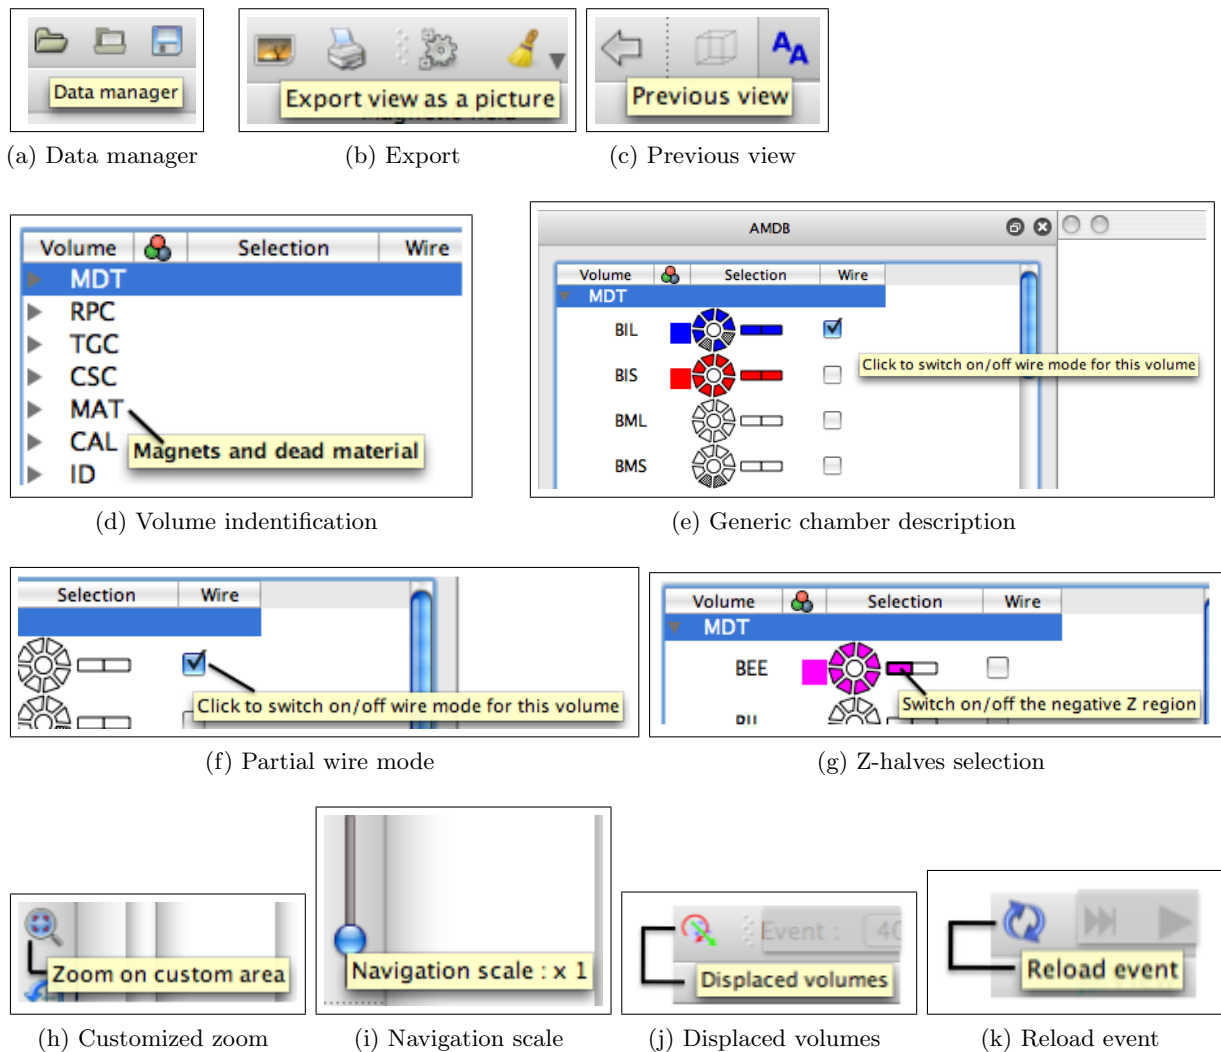 Data manager
Export view as a picture
Previous view
(a) Data manager
(b) Export
(c) Previous view
Volume Selection Wire
MDT
RPC
TGC
CSC
MAT
CAL
ID
Magnets and dead material
(d) Volume indentification
AMDB
Volume Selection Wire
MDT
BIL
BIS
BML
BMS
Click to switch on/off wire mode for this volume
(e) Generic chamber description
Selection Wire
Click to switch on/off wire mode for this volume
(f) Partial wire mode
Volume Selection Wire
MDT
BEE
Switch on/off the negative Z region
(g) Z-halves selection
Zoom on custom area
(h) Customized zoom
Navigation scale : x 1
(i) Navigation scale
Event : 40
Displaced volumes
(j) Displaced volumes
Reload event
(k) Reload event